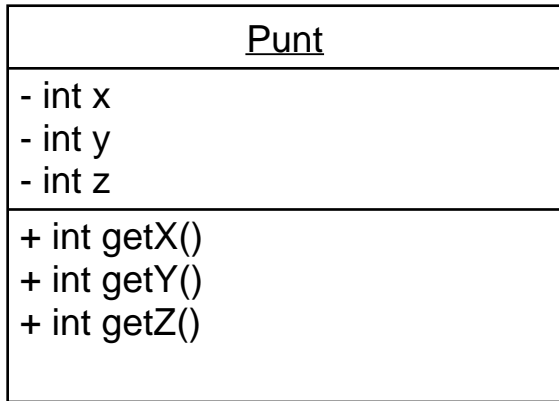 Punt
- int x
- int y
- int z
+ int getX()
+ int getY()
+ int getZ()